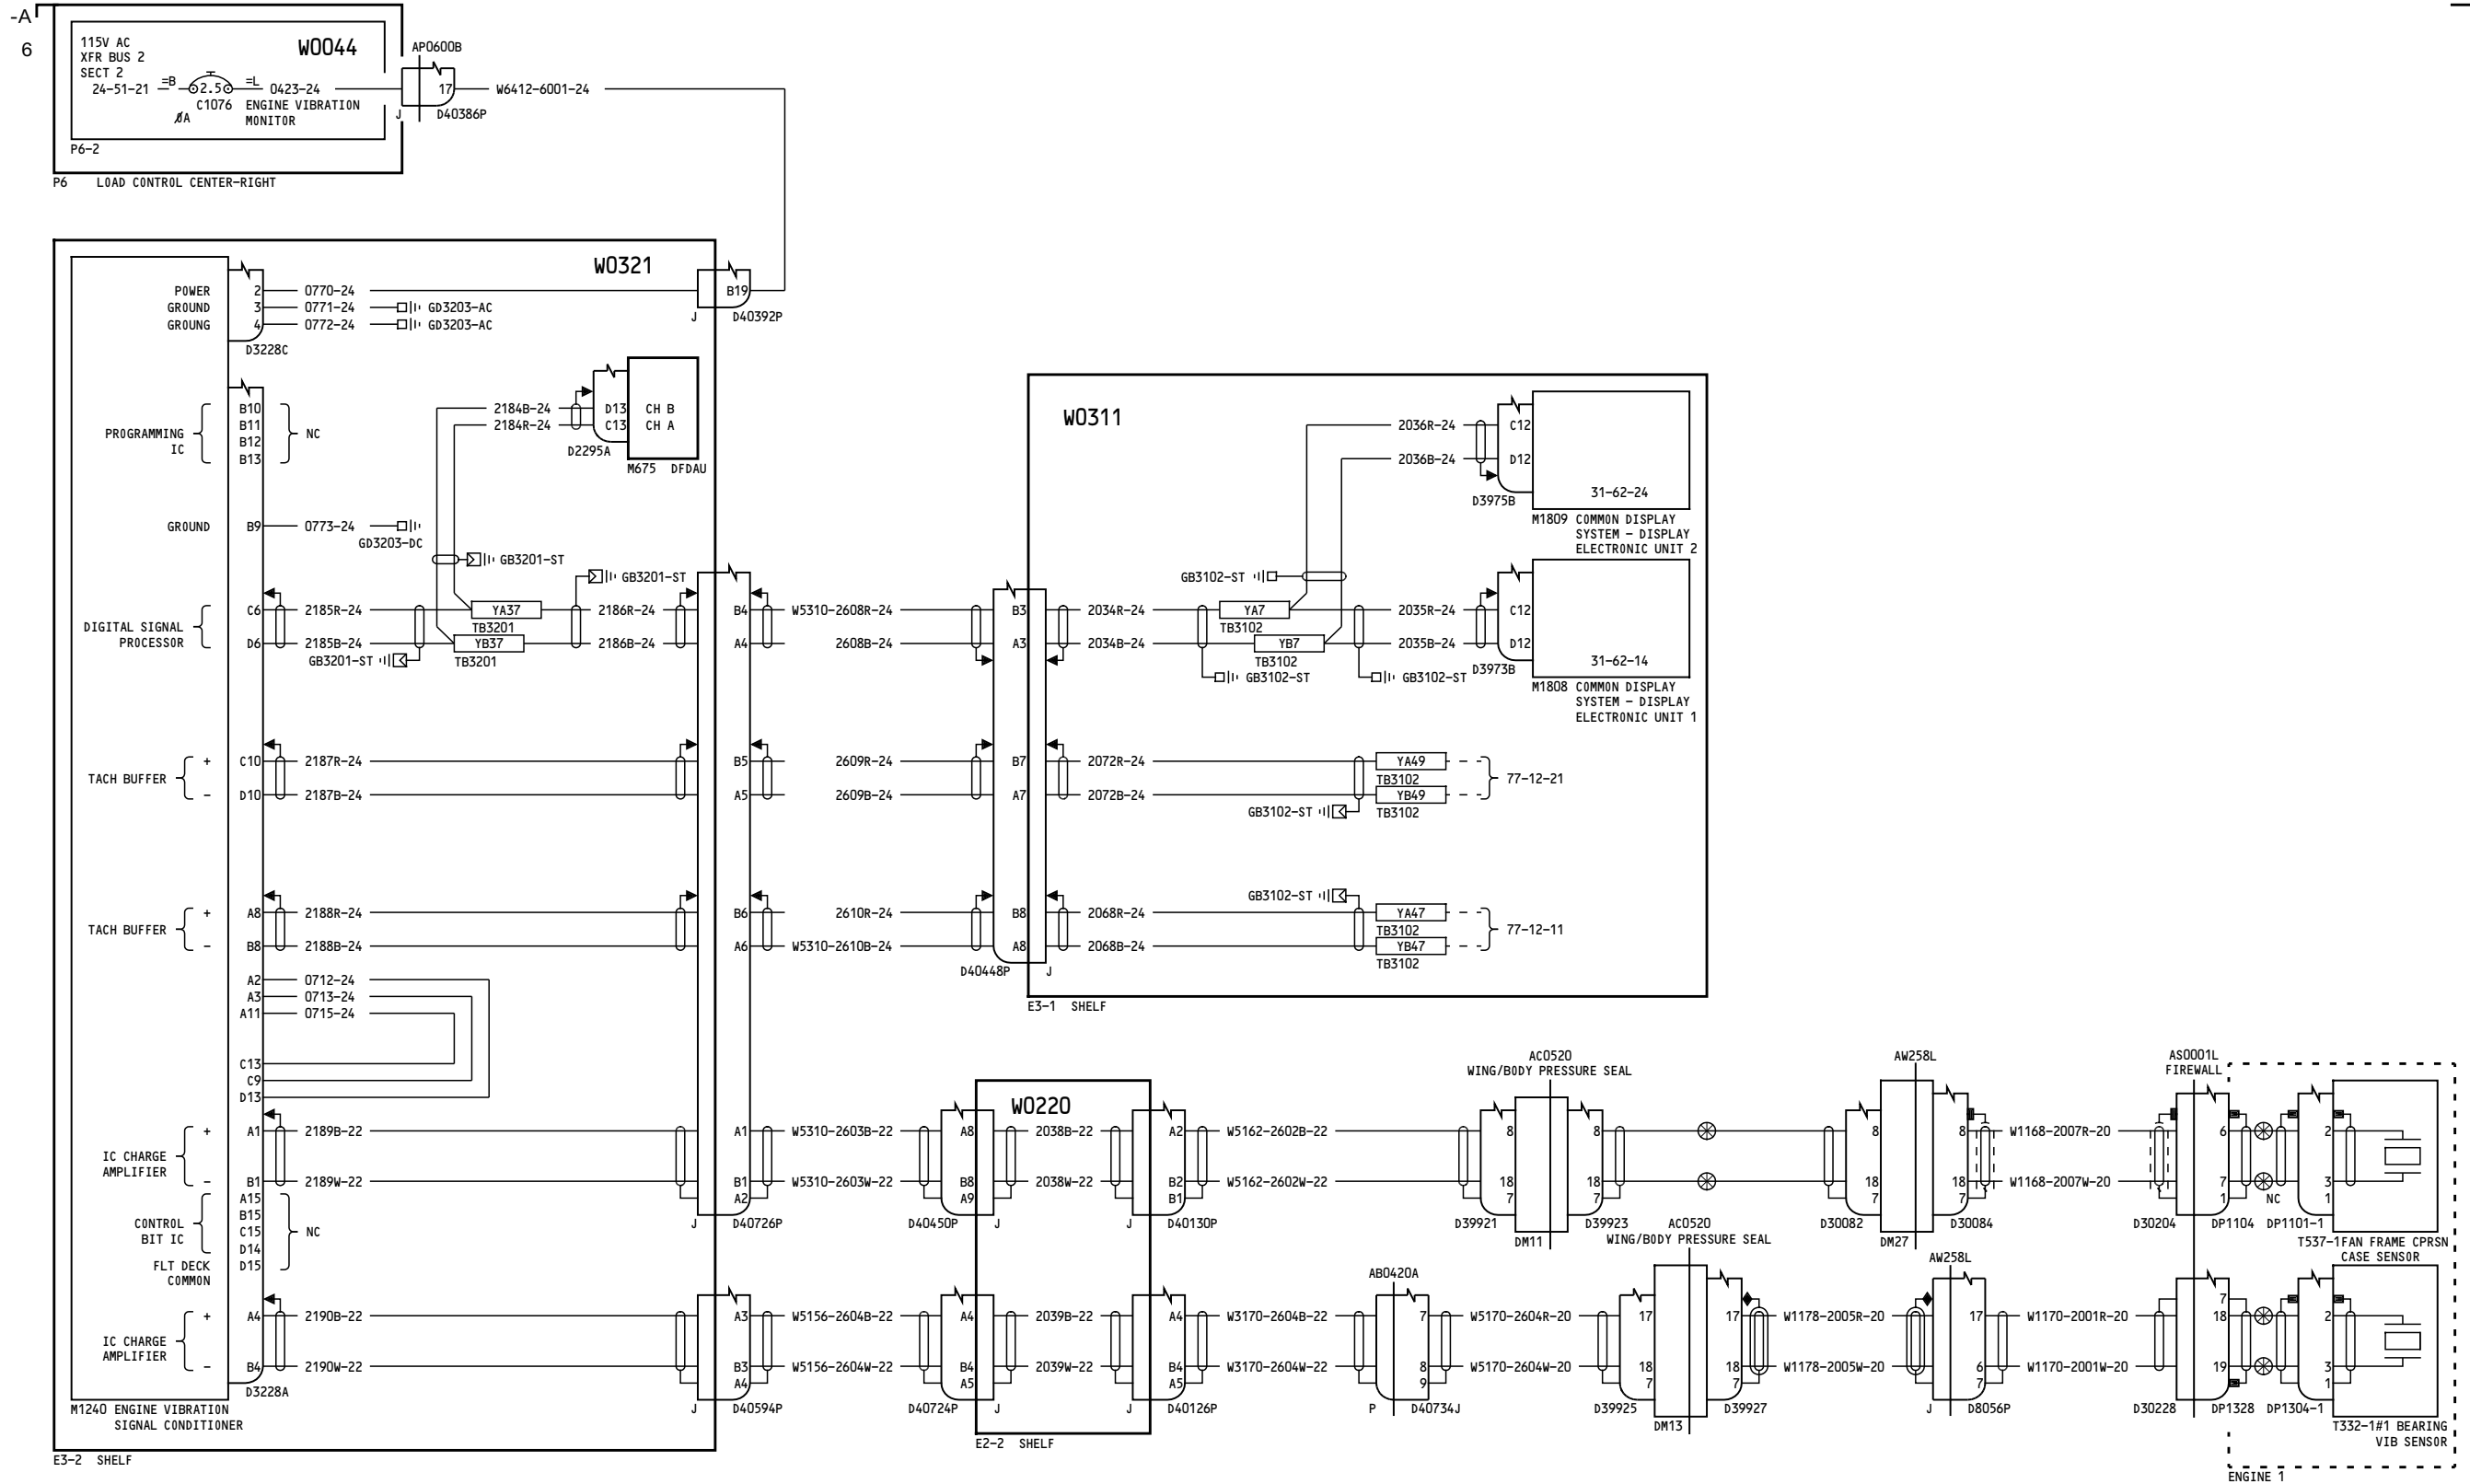 -A
6
115V AC
XFR BUS 2
SECT 2
24-51-21
=B
2.5
=L
0423-24
C1076
ENGINE VIBRATION
MONITOR
ØA
W0044
P6-2
P6 LOAD CONTROL CENTER-RIGHT
AP0600B
17
J
D40386P
W6412-6001-24
W0321
POWER 2 0770-24
GROUND 3 0771-24 GD3203-AC
GROUNG 4 0772-24 GD3203-AC
D3228C
B19
J
D40392P
PROGRAMMING
IC
B10
B11
B12
B13
NC
2184B-24 D13 CH B
2184R-24 C13 CH A
D2295A
M675 DFDAU
GROUND B9 0773-24
GD3203-DC
GB3201-ST
GB3201-ST
DIGITAL SIGNAL
PROCESSOR
C6 2185R-24 YA37 2186R-24 B4 W5310-2608R-24 B3 2034R-24 YA7 2035R-24 C12
TB3201
TB3102
D6 2185B-24 YB37 2186B-24 A4 2608B-24 A3 2034B-24 YB7 2035B-24 D12
GB3201-ST
TB3201
TB3102
GB3102-ST
GB3102-ST
GB3102-ST
W0311
2036R-24 C12
2036B-24 D12
31-62-24
D3975B
M1809 COMMON DISPLAY
SYSTEM - DISPLAY
ELECTRONIC UNIT 2
31-62-14
D3973B
M1808 COMMON DISPLAY
SYSTEM - DISPLAY
ELECTRONIC UNIT 1
TACH BUFFER
+ C10 2187R-24 B5 2609R-24 B7 2072R-24 YA49
TB3102
77-12-21
- D10 2187B-24 A5 2609B-24 A7 2072B-24 YB49
GB3102-ST
TB3102
TACH BUFFER
GB3102-ST
+ A8 2188R-24 B6 2610R-24 B8 2068R-24 YA47
TB3102
77-12-11
- B8 2188B-24 A6 W5310-2610B-24 A8 2068B-24 YB47
TB3102
D40448P
J
E3-1 SHELF
A2 0712-24
A3 0713-24
A11 0715-24
C13
C9
D13
W0220
AC0520
WING/BODY PRESSURE SEAL
AW258L
AS0001L
FIREWALL
IC CHARGE
AMPLIFIER
+ A1 2189B-22 A1 W5310-2603B-22 A8 2038B-22 A2 W5162-2602B-22 8 8 8 8 W1168-2007R-20 6 2
- B1 2189W-22 B1 W5310-2603W-22 B8 2038W-22 B2 W5162-2602W-22 18 18 18 18 W1168-2007W-20 7 3
A2 A9 B1 7 7 7 7 1 NC 1
J D40726P D40450P J J D40130P D39921 DM11 D39923 D30082 DM27 D30084 D30204 DP1104 DP1101-1
T537-1FAN FRAME CPRSN
CASE SENSOR
CONTROL
BIT IC
A15
B15
C15
D14
D15
NC
FLT DECK
COMMON
AB0420A
AC0520
WING/BODY PRESSURE SEAL
AW258L
IC CHARGE
AMPLIFIER
7
+ A4 2190B-22 A3 W5156-2604B-22 A4 2039B-22 A4 W3170-2604B-22 7 W5170-2604R-20 17 17 W1178-2005R-20 17 W1170-2001R-20 18 2
- B4 2190W-22 B3 W5156-2604W-22 B4 2039W-22 B4 W3170-2604W-22 8 W5170-2604W-20 18 18 W1178-2005W-20 6 W1170-2001W-20 19 3
A4 A5 A5 9 7 7 7 1
D3228A
J D40594P D40724P J J D40126P P D40734J D39925 DM13 D39927 J D8056P D30228 DP1328 DP1304-1
T332-1#1 BEARING
VIB SENSOR
M1240 ENGINE VIBRATION
SIGNAL CONDITIONER
E2-2 SHELF
E3-2 SHELF
ENGINE 1